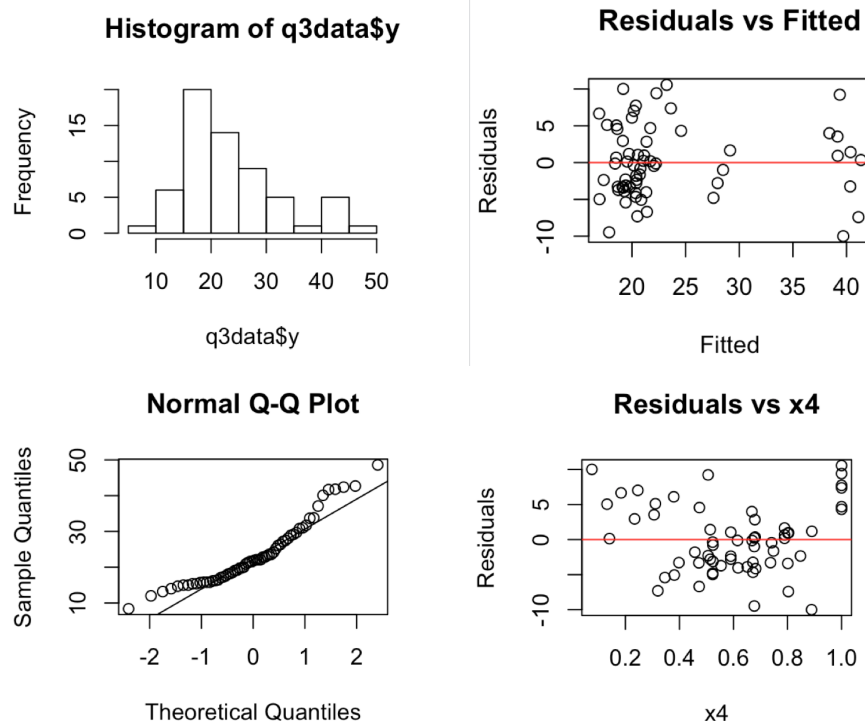 Histogram of q3data$y
Frequency
0
5
15
10 20 30 40 50
q3data$y
Residuals vs Fitted
Residuals
-10
0
5
20 25 30 35 40
Fitted
Normal Q-Q Plot
Sample Quantiles
10
30
50
-2 -1 0 1 2
Theoretical Quantiles
Residuals vs x4
Residuals
-10
0
5
0.2 0.4 0.6 0.8 1.0
x4